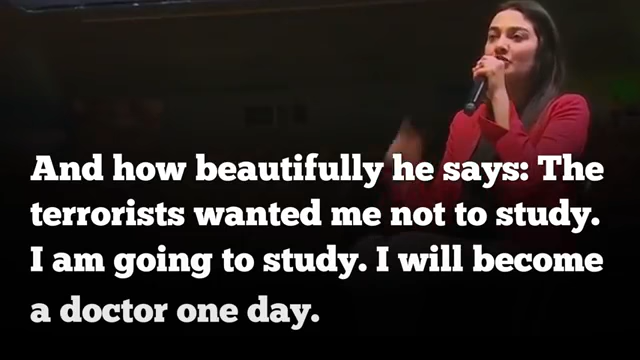 And how beautifully he says: The
terrorists wanted me not to study.
I am going to study. I will become
a doctor one day.